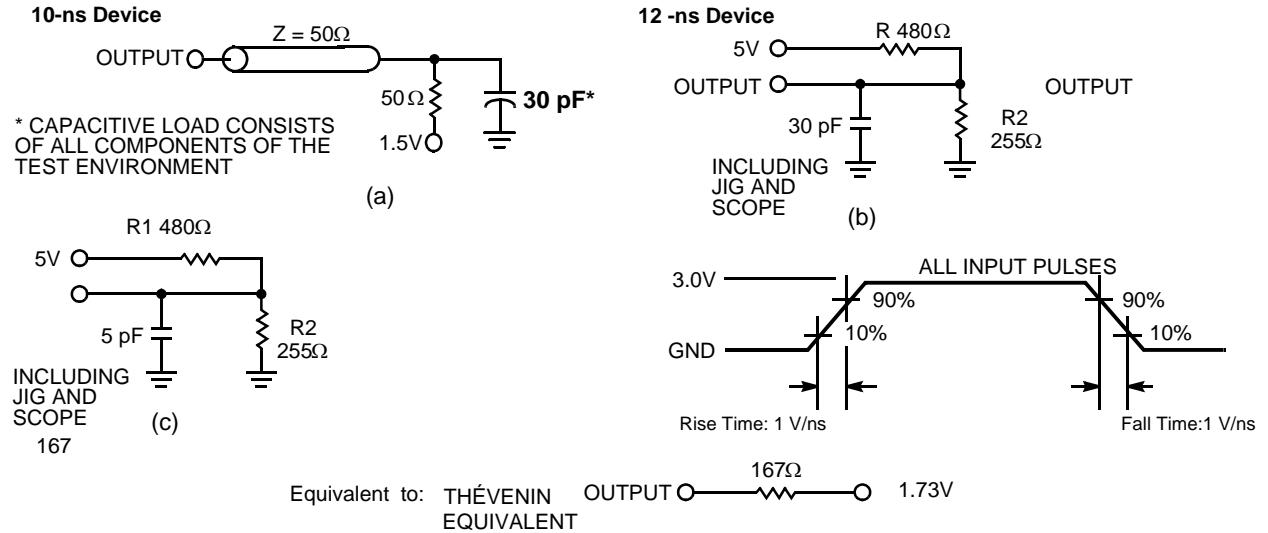 10-ns Device
Z = 50Ω
OUTPUT
50Ω
30 pF*
1.5V
* CAPACITIVE LOAD CONSISTS
OF ALL COMPONENTS OF THE
TEST ENVIRONMENT
(a)
12 -ns Device
R 480Ω
5V
OUTPUT
OUTPUT
30 pF
R2
255Ω
INCLUDING
JIG AND
SCOPE
(b)
R1 480Ω
5V
5 pF
R2
255Ω
INCLUDING
JIG AND
SCOPE
(c)
167
ALL INPUT PULSES
3.0V
90%
90%
10%
10%
GND
Rise Time: 1 V/ns
Fall Time:1 V/ns
167Ω
Equivalent to: THÉVENIN OUTPUT 1.73V
EQUIVALENT